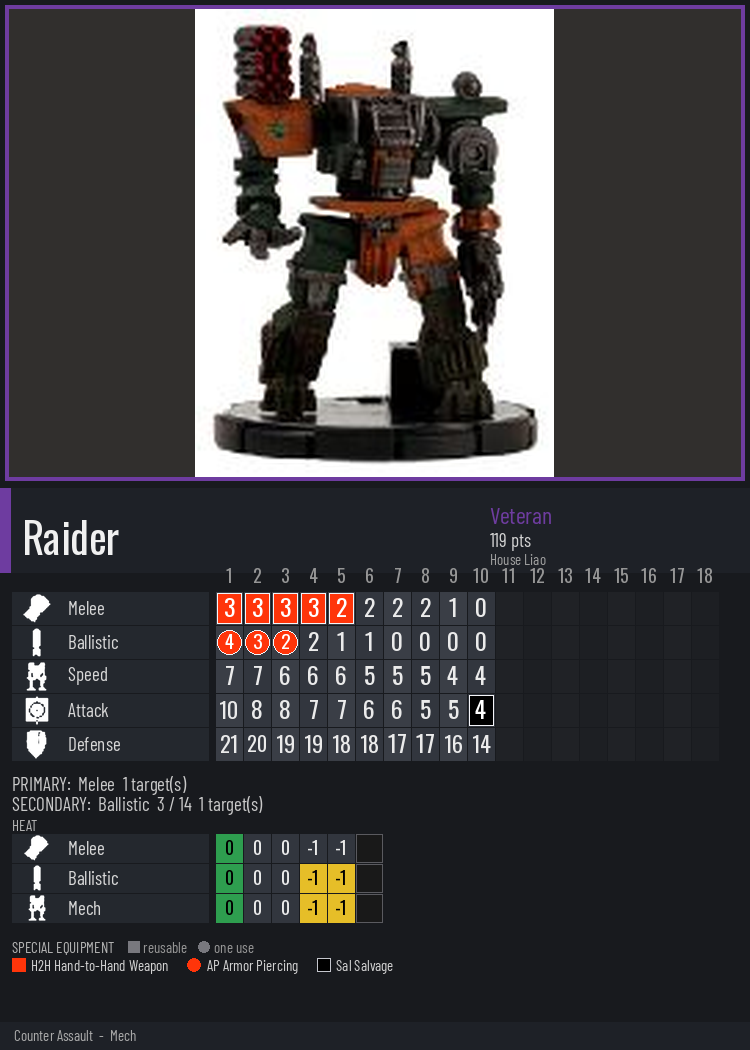 Raider
Veteran
119 pts
House Liao
1 2 3 4 5 6 7 8 9 10 11 12 13 14 15 16 17 18
Melee 3 3 3 3 2 2 2 2 1 0
Ballistic 4 3 2 2 1 1 0 0 0 0
Speed 7 7 6 6 6 5 5 5 4 4
Attack 10 8 8 7 7 6 6 5 5 4
Defense 21 20 19 19 18 18 17 17 16 14
PRIMARY: Melee 1 target(s)
SECONDARY: Ballistic 3 / 14 1 target(s)
HEAT
Melee 0 0 0 -1 -1
Ballistic 0 0 0 -1 -1
Mech 0 0 0 -1 -1
SPECIAL EQUIPMENT reusable one use
H2H Hand-to-Hand Weapon AP Armor Piercing Sal Salvage
Counter Assault - Mech